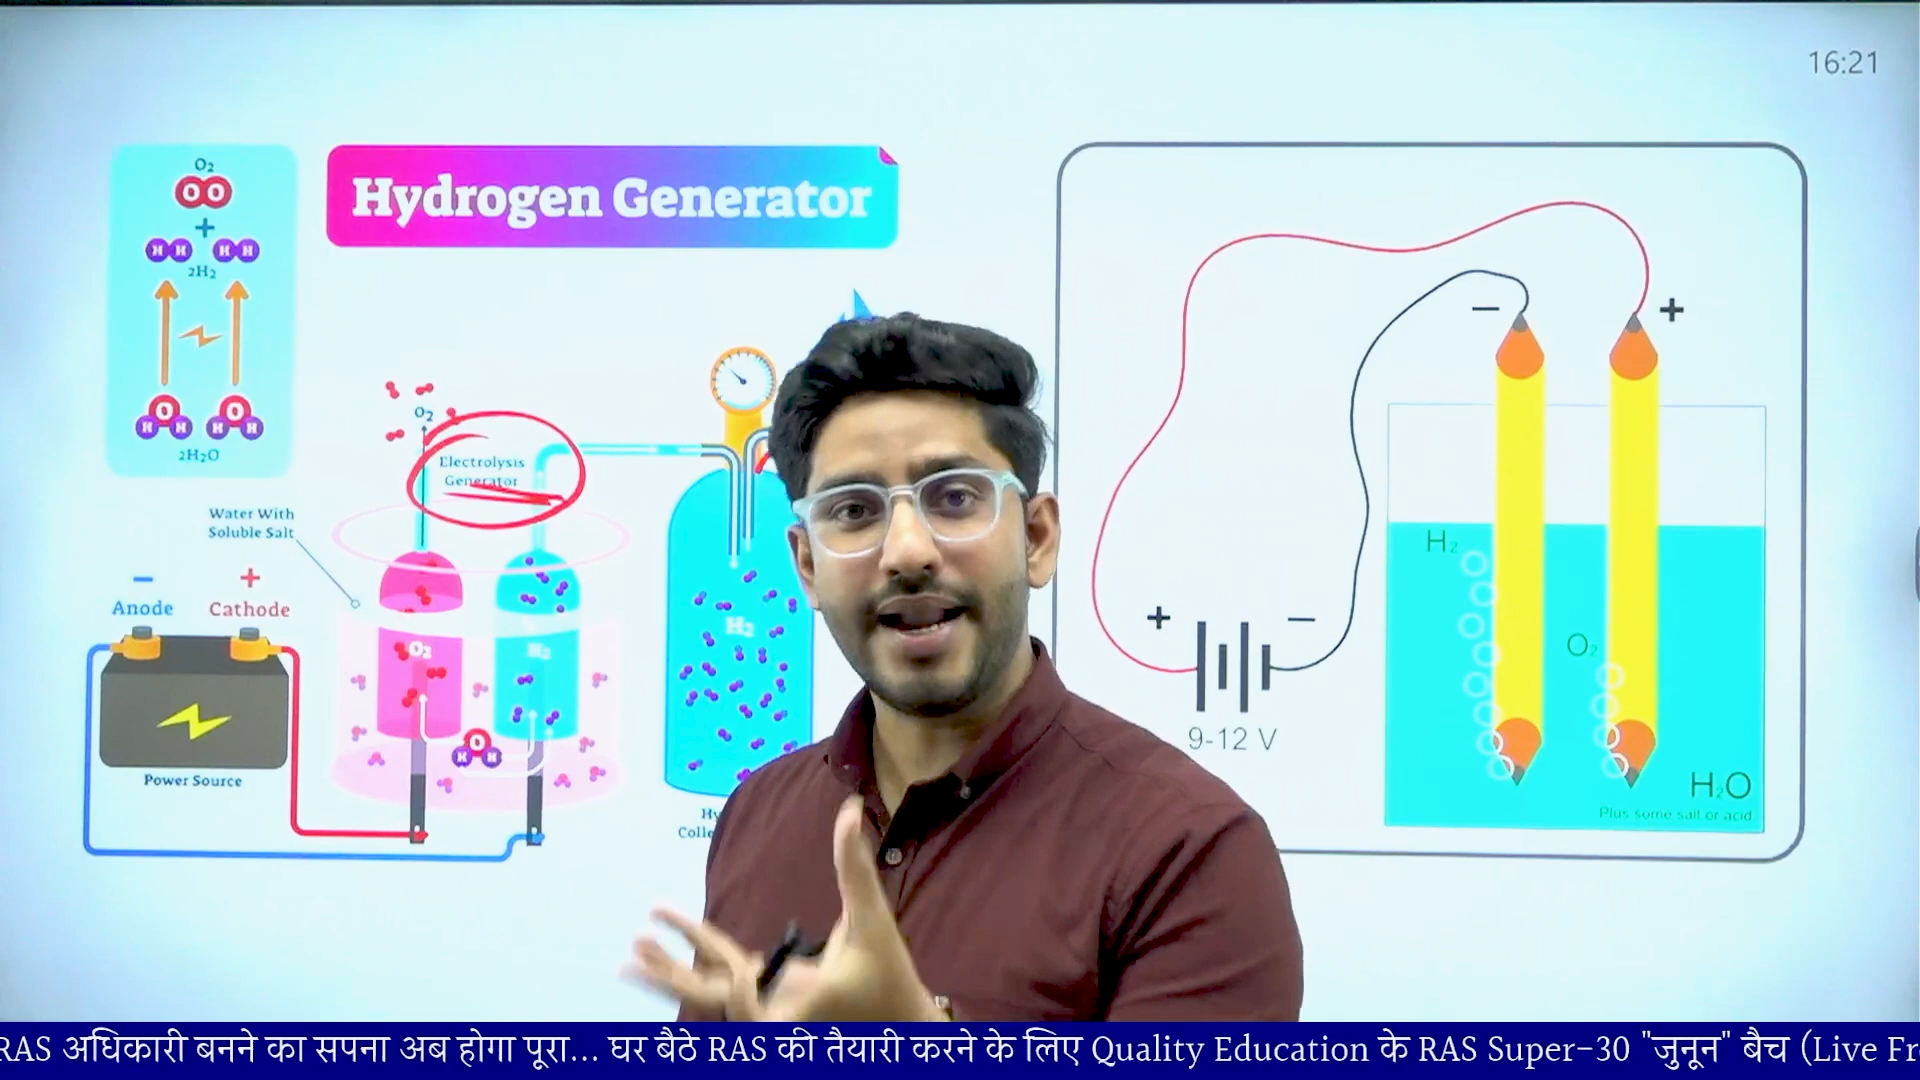 16:21
O₂
O O
+
H H H H
2H₂
O O
H H H H
2H₂O
Hydrogen Generator
O₂
Electrolysis
Generator
Water With
Soluble Salt
− +
Anode Cathode
Power Source
O₂
H₂
O
H H
H₂
− +
+ −
9-12 V
H₂
O₂
H₂O
Plus some salt or acid
RAS अधिकारी बनने का सपना अब होगा पूरा... घर बैठे RAS की तैयारी करने के लिए Quality Education के RAS Super-30 "जुनून" बैच (Live